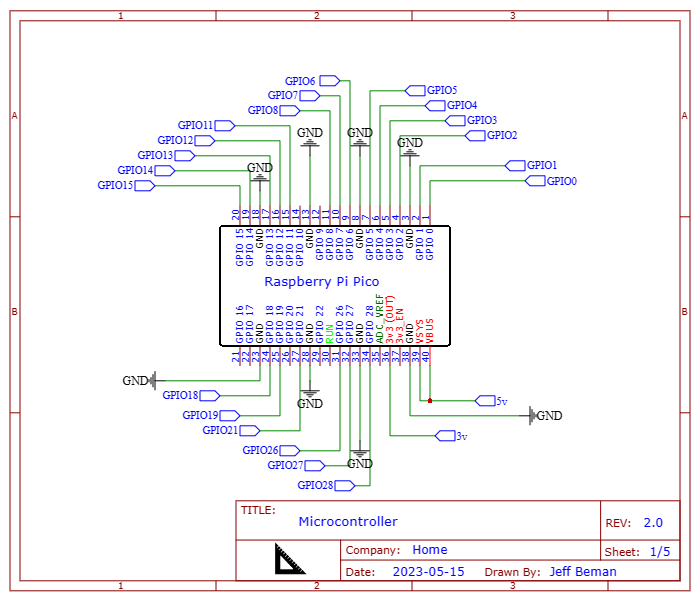 1 2 3
A A
B B
GPIO6
GPIO7
GPIO8
GPIO11
GPIO12
GPIO13
GPIO14
GPIO15
GND
GND
GND
GND
GPIO5
GPIO4
GPIO3
GPIO2
GPIO1
GPIO0
20 19 18 17 16 15 14 13 12 11 10 9 8 7 6 5 4 3 2 1
GPIO 15
GPIO 14
GND
GPIO 13
GPIO 12
GPIO 11
GPIO 10
GND
GPIO 9
GPIO 8
GPIO 7
GPIO 6
GND
GPIO 5
GPIO 4
GPIO 3
GPIO 2
GND
GPIO 1
GPIO 0
Raspberry Pi Pico
GPIO 16
GPIO 17
GND
GPIO 18
GPIO 19
GPIO 20
GPIO 21
GND
GPIO 22
RUN
GPIO 26
GPIO 27
GND
GPIO 28
ADC_VREF
3v3 (OUT)
3v3_EN
GND
VSYS
VBUS
21 22 23 24 25 26 27 28 29 30 31 32 33 34 35 36 37 38 39 40
GND
GPIO18
GPIO19
GPIO21
GPIO26
GPIO27
GPIO28
GND
GND
5v
GND
3v
TITLE:
Microcontroller
REV: 2.0
Company: Home
Sheet: 1/5
Date: 2023-05-15 Drawn By: Jeff Beman
1 2 3